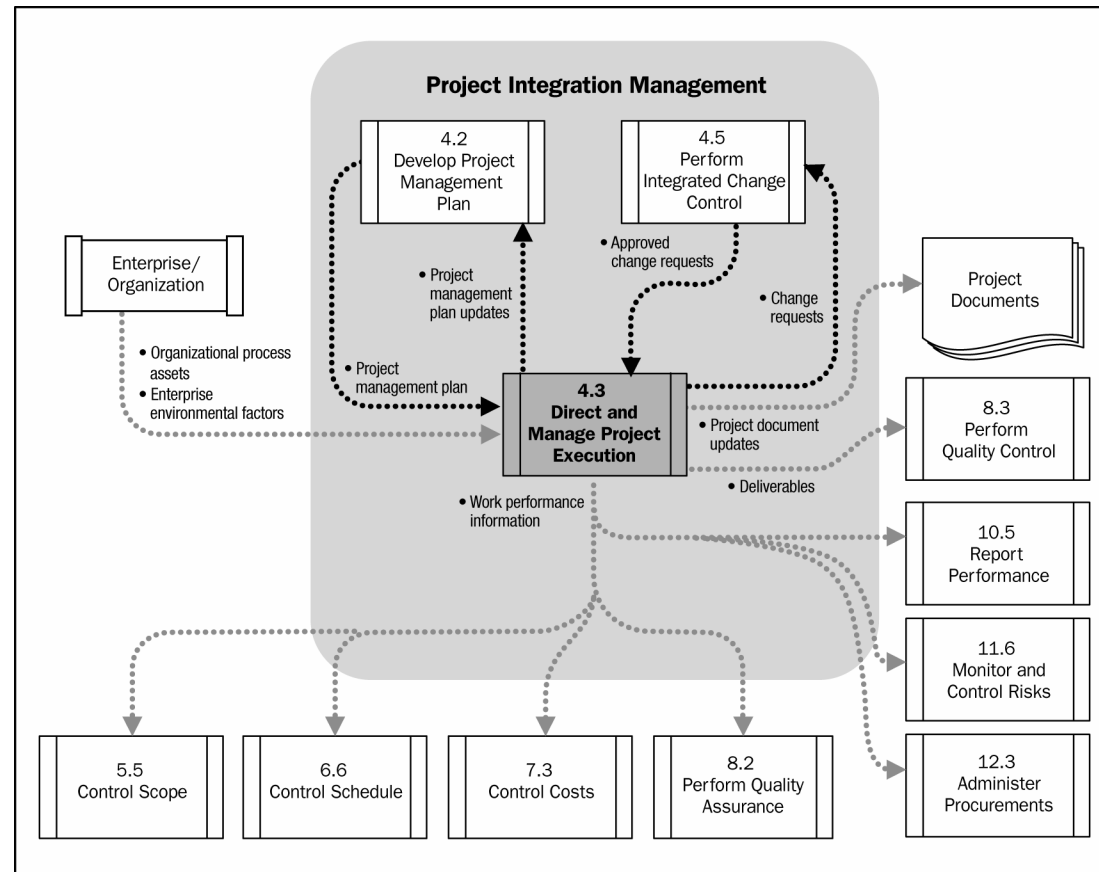 Project Integration Management
4.2
Develop Project
Management
Plan
4.5
Perform
Integrated Change
Control
Enterprise/
Organization
• Approved
change requests
• Project
management
plan updates
• Change
requests
Project
Documents
• Organizational process
assets
• Enterprise
environmental factors
• Project
management plan
4.3
Direct and
Manage Project
Execution
• Project document
updates
8.3
Perform
Quality Control
• Deliverables
• Work performance
information
10.5
Report
Performance
11.6
Monitor and
Control Risks
5.5
Control Scope
6.6
Control Schedule
7.3
Control Costs
8.2
Perform Quality
Assurance
12.3
Administer
Procurements